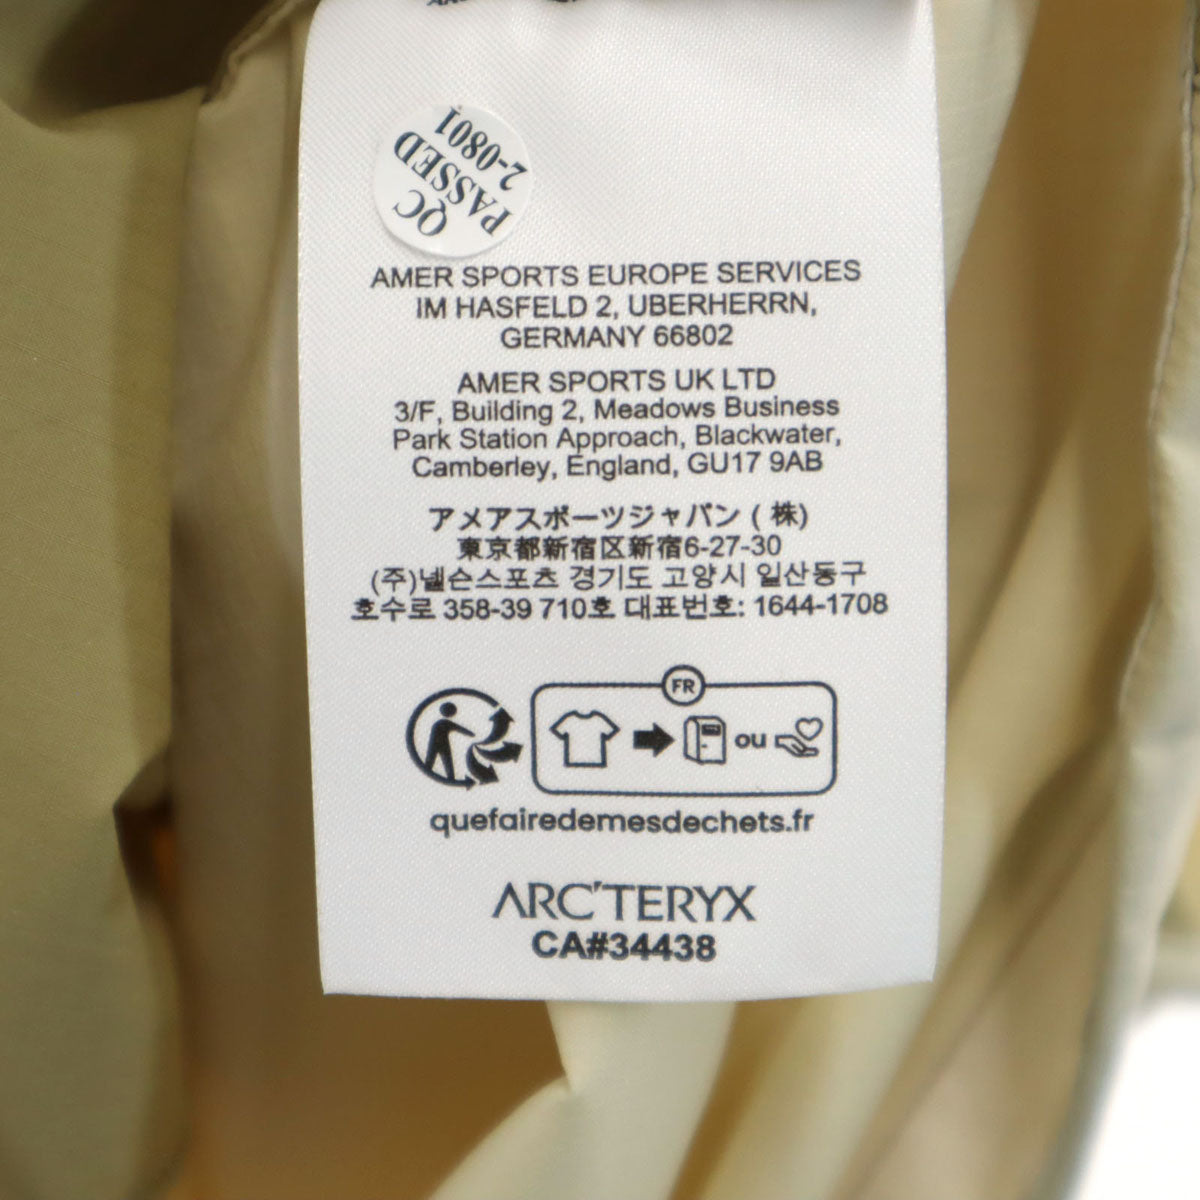 QC
PASSED
2-0801
AMER SPORTS EUROPE SERVICES
IM HASFELD 2, UBERHERRN,
GERMANY 66802
AMER SPORTS UK LTD
3/F, Building 2, Meadows Business
Park Station Approach, Blackwater,
Camberley, England, GU17 9AB
アメアスポーツジャパン ( 株)
東京都新宿区新宿6-27-30
(주)넬슨스포츠 경기도 고양시 일산동구
호수로 358-39 710호 대표번호: 1644-1708
FR
ou
quefairedemesdechets.fr
ARC'TERYX
CA#34438